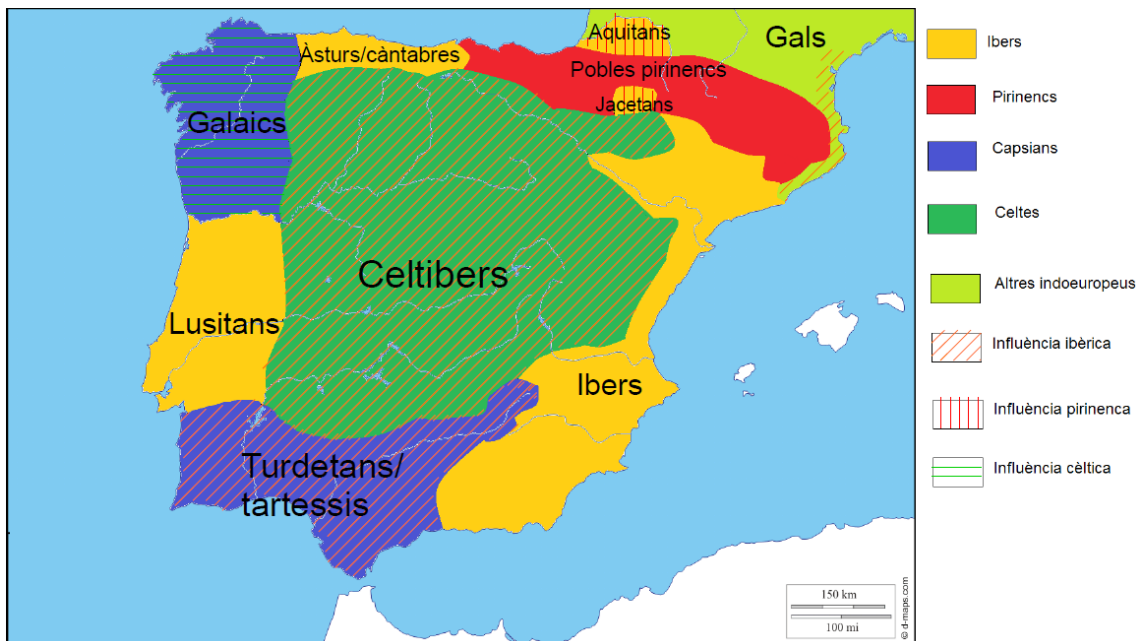 Àsturs/càntabres
Aquitans
Gals
Pobles pirinencs
Jacetans
Galaics
Celtibers
Lusitans
Ibers
Turdetans/
tartessis
150 km
100 mi
© d-maps.com
Ibers
Pirinencs
Capsians
Celtes
Altres indoeuropeus
Influència ibèrica
Influència pirinenca
Influència cèltica